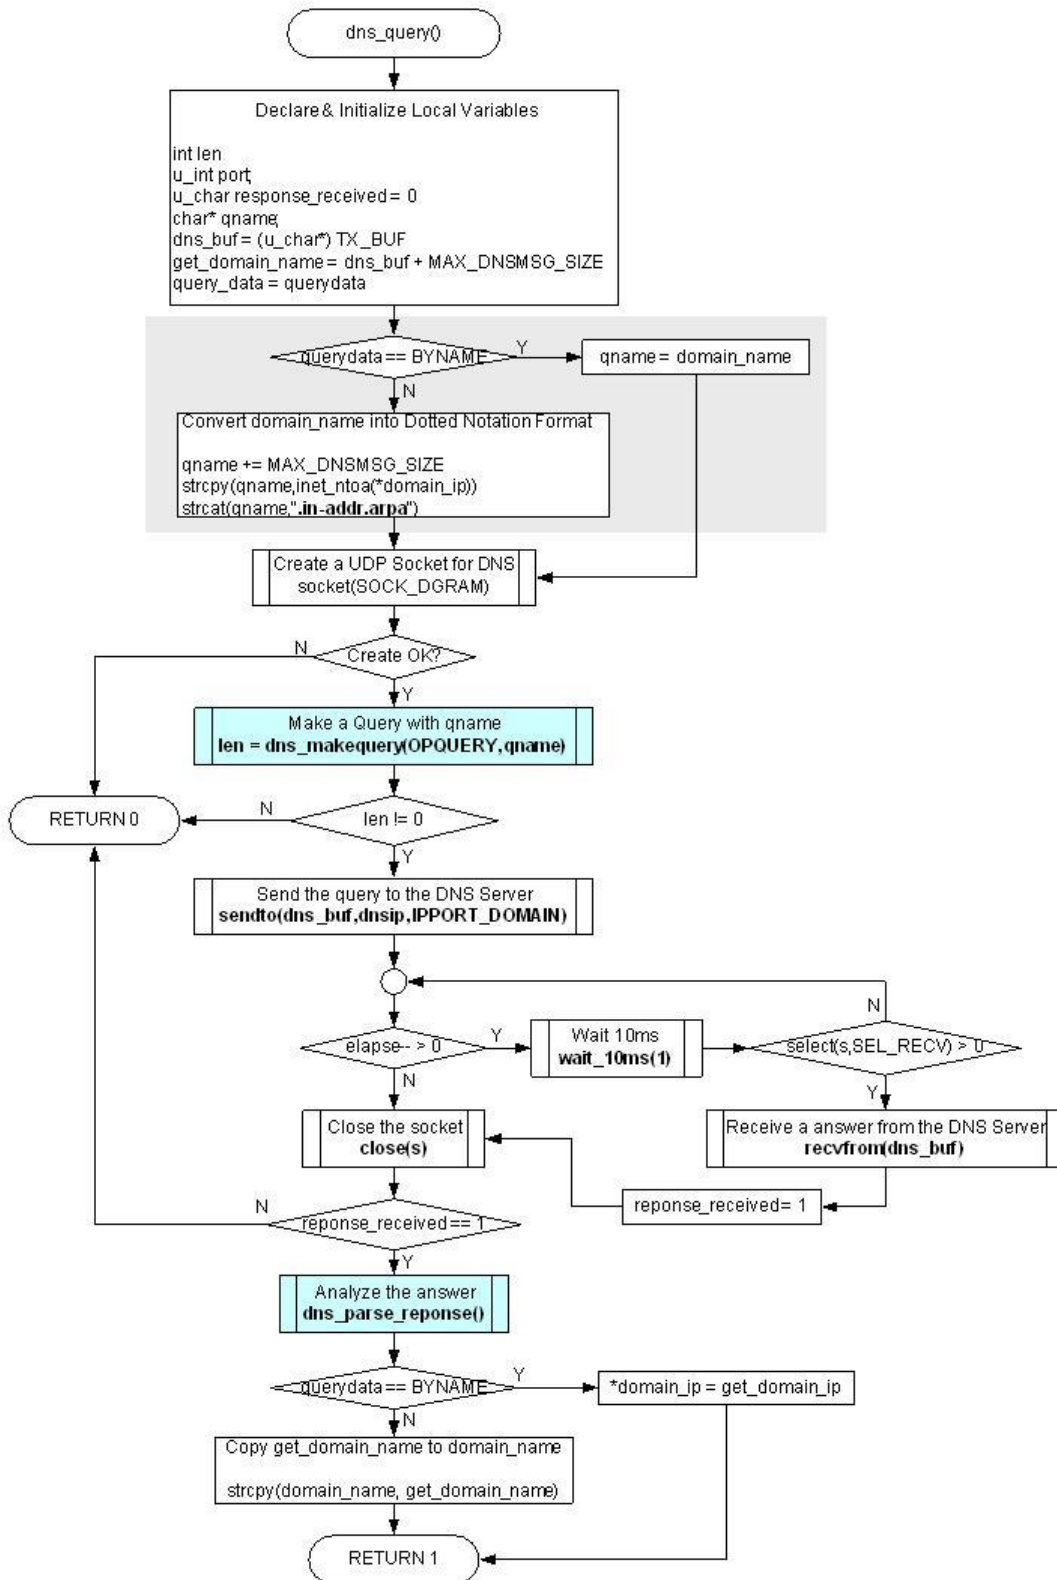 dns_query()
Declare & Initialize Local Variables
int len
u_int port;
u_char response_received = 0
char* qname;
dns_buf = (u_char*) TX_BUF
get_domain_name = dns_buf + MAX_DNSMSG_SIZE
query_data = querydata
querydata == BYNAME
Y
qname = domain_name
N
Convert domain_name into Dotted Notation Format
qname += MAX_DNSMSG_SIZE
strcpy(qname,inet_ntoa(*domain_ip))
strcat(qname,".in-addr.arpa")
Create a UDP Socket for DNS
socket(SOCK_DGRAM)
N
Create OK?
Y
Make a Query with qname
len = dns_makequery(OPQUERY,qname)
RETURN 0
N
len != 0
Y
Send the query to the DNS Server
sendto(dns_buf,dnsip,IPPORT_DOMAIN)
N
elapse-- > 0
Y
Wait 10ms
wait_10ms(1)
select(s,SEL_RECV) > 0
N
Y
Close the socket
close(s)
Receive a answer from the DNS Server
recvfrom(dns_buf)
N
reponse_received= 1
reponse_received== 1
Y
Analyze the answer
dns_parse_reponse()
querydata == BYNAME
Y
*domain_ip = get_domain_ip
N
Copy get_domain_name to domain_name
strcpy(domain_name, get_domain_name)
RETURN 1